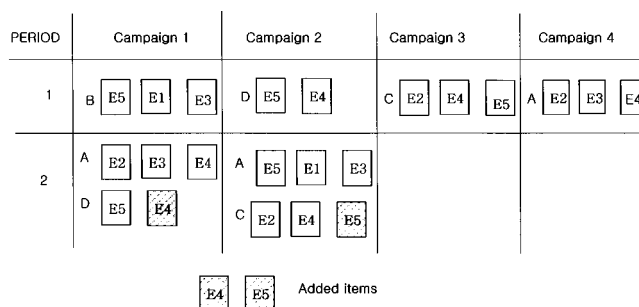 PERIOD Campaign 1 Campaign 2 Campaign 3 Campaign 4
1 B E5 E1 E3 D E5 E4 C E2 E4 E5 A E2 E3 E4
2
A E2 E3 E4 A E5 E1 E3
D E5 E4 C E2 E4 E5
E4 E5 Added items